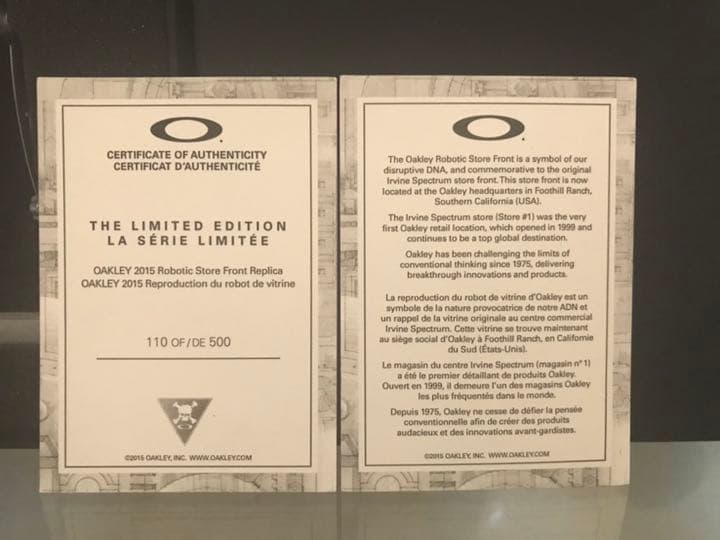 CERTIFICATE OF AUTHENTICITY
CERTIFICAT D'AUTHENTICITÉ
THE LIMITED EDITION
LA SÉRIE LIMITÉE
OAKLEY 2015 Robotic Store Front Replica
OAKLEY 2015 Reproduction du robot de vitrine
110 OF/DE 500
©2015 OAKLEY, INC. WWW.OAKLEY.COM
The Oakley Robotic Store Front is a symbol of our
disruptive DNA, and commemorative to the original
Irvine Spectrum store front. This store front is now
located at the Oakley headquarters in Foothill Ranch,
Southern California (USA).
The Irvine Spectrum store (Store #1) was the very
first Oakley retail location, which opened in 1999 and
continues to be a top global destination.
Oakley has been challenging the limits of
conventional thinking since 1975, delivering
breakthrough innovations and products.
La reproduction du robot de vitrine d'Oakley est un
symbole de la nature provocatrice de notre ADN et
un rappel de la vitrine originale au centre commercial
Irvine Spectrum. Cette vitrine se trouve maintenant
au siège social d'Oakley à Foothill Ranch, en Californie
du Sud (États-Unis).
Le magasin du centre Irvine Spectrum (magasin n° 1)
a été le premier détaillant de produits Oakley.
Ouvert en 1999, il demeure l'un des magasins Oakley
les plus fréquentés dans le monde.
Depuis 1975, Oakley ne cesse de défier la pensée
conventionnelle afin de créer des produits
audacieux et des innovations avant-gardistes.
©2015 OAKLEY, INC. WWW.OAKLEY.COM